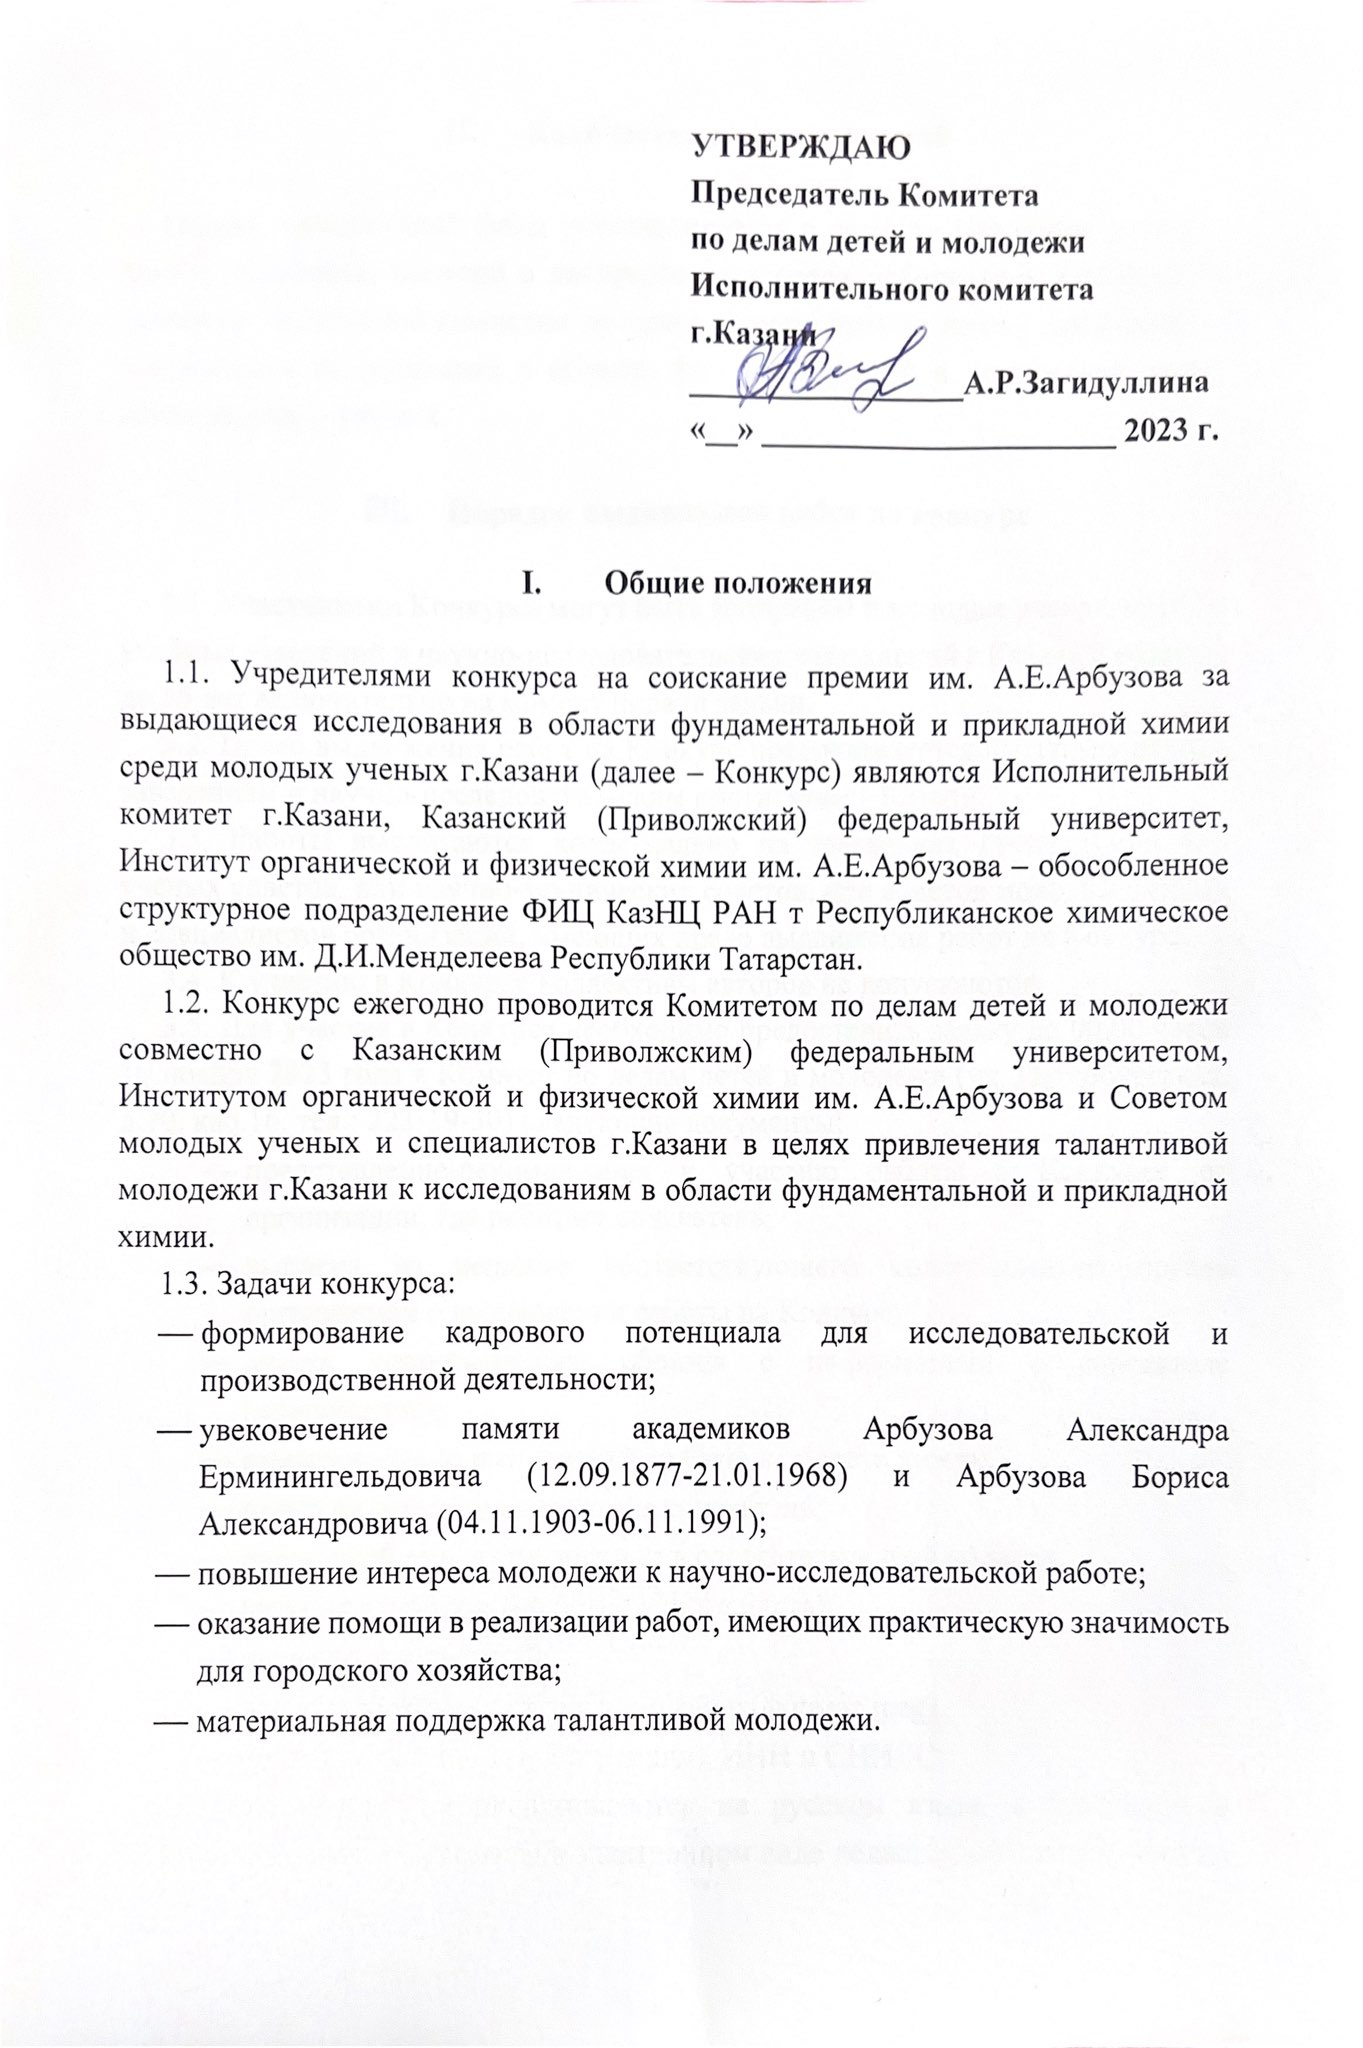 УТВЕРЖДАЮ
Председатель Комитета
по делам детей и молодежи
Исполнительного комитета
г.Казани
_________________А.Р.Загидуллина
«__» ______________________ 2023 г.
I. Общие положения
1.1. Учредителями конкурса на соискание премии им. А.Е.Арбузова за
выдающиеся исследования в области фундаментальной и прикладной химии
среди молодых ученых г.Казани (далее – Конкурс) являются Исполнительный
комитет г.Казани, Казанский (Приволжский) федеральный университет,
Институт органической и физической химии им. А.Е.Арбузова – обособленное
структурное подразделение ФИЦ КазНЦ РАН т Республиканское химическое
общество им. Д.И.Менделеева Республики Татарстан.
1.2. Конкурс ежегодно проводится Комитетом по делам детей и молодежи
совместно с Казанским (Приволжским) федеральным университетом,
Институтом органической и физической химии им. А.Е.Арбузова и Советом
молодых ученых и специалистов г.Казани в целях привлечения талантливой
молодежи г.Казани к исследованиям в области фундаментальной и прикладной
химии.
1.3. Задачи конкурса:
— формирование кадрового потенциала для исследовательской и
производственной деятельности;
— увековечение памяти академиков Арбузова Александра
Ерминингельдовича (12.09.1877-21.01.1968) и Арбузова Бориса
Александровича (04.11.1903-06.11.1991);
— повышение интереса молодежи к научно-исследовательской работе;
— оказание помощи в реализации работ, имеющих практическую значимость
для городского хозяйства;
— материальная поддержка талантливой молодежи.